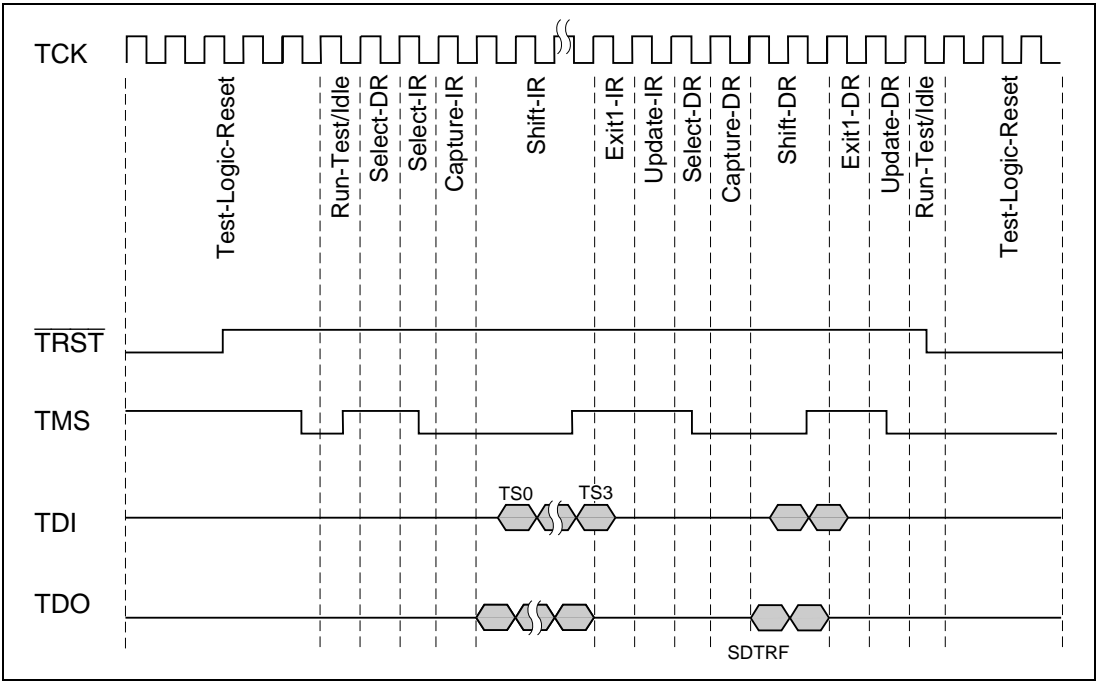 TCK
Test-Logic-Reset
Run-Test/Idle
Select-DR
Select-IR
Capture-IR
Shift-IR
Exit1-IR
Update-IR
Select-DR
Capture-DR
Shift-DR
Exit1-DR
Update-DR
Run-Test/Idle
Test-Logic-Reset
TRST
TMS
TS0
TS3
TDI
TDO
SDTRF